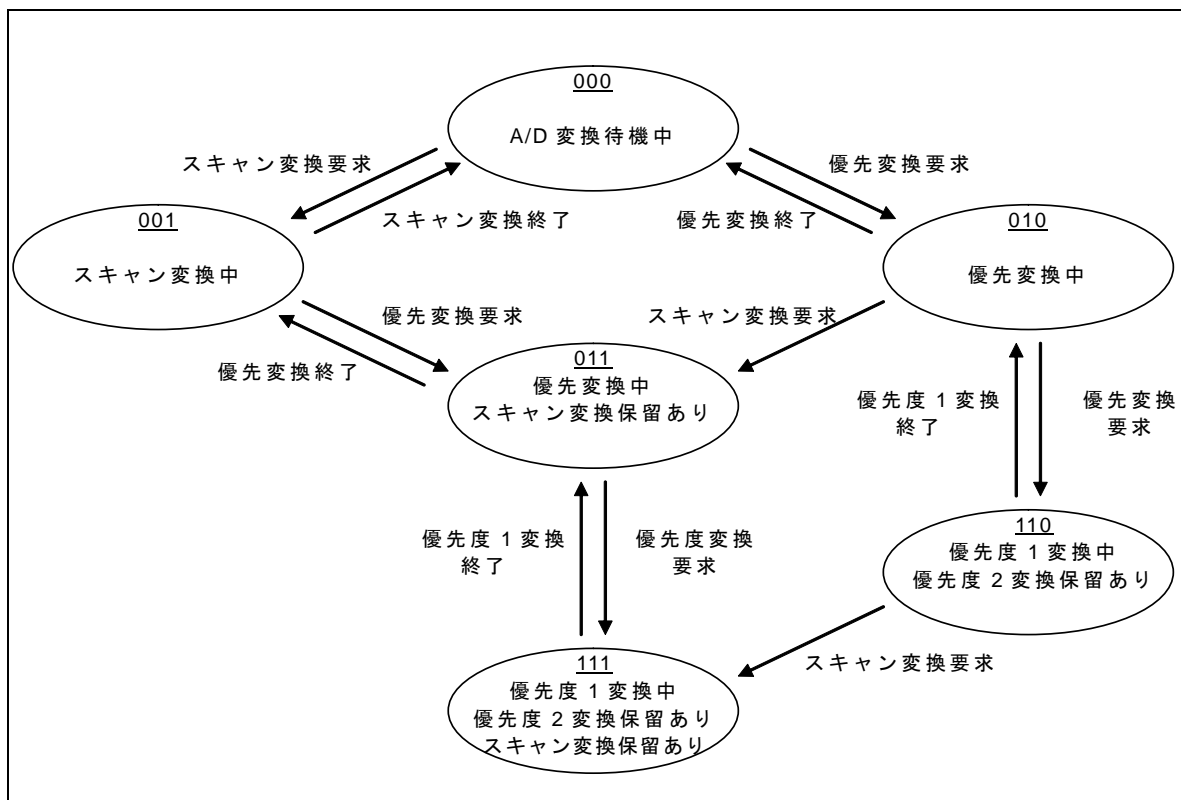 000
A/D 変換待機中
スキャン変換要求
優先変換要求
スキャン変換終了
優先変換終了
001
スキャン変換中
010
優先変換中
優先変換要求
スキャン変換要求
優先変換終了
011
優先変換中
スキャン変換保留あり
優先度 1 変換
終了
優先変換
要求
優先度 1 変換
終了
優先度変換
要求
110
優先度 1 変換中
優先度 2 変換保留あり
スキャン変換要求
111
優先度 1 変換中
優先度 2 変換保留あり
スキャン変換保留あり